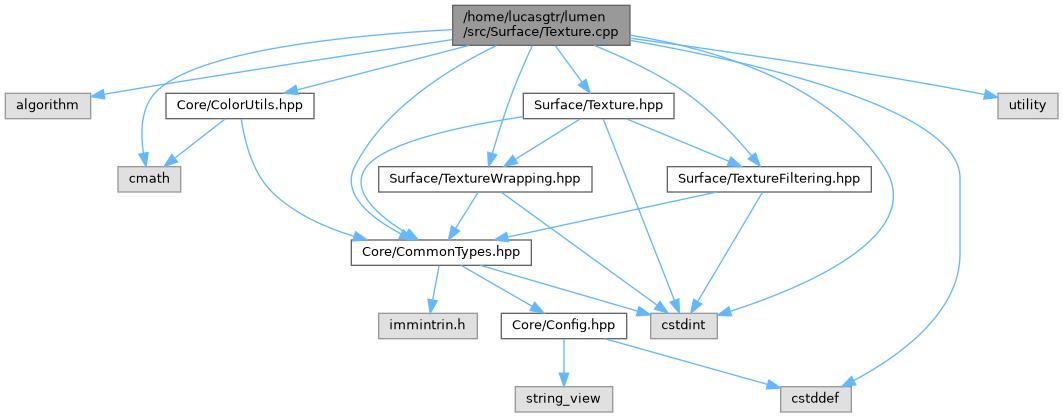 /home/lucasgtr/lumen
/src/Surface/Texture.cpp
algorithm
Core/ColorUtils.hpp
Surface/Texture.hpp
utility
cmath
Surface/TextureWrapping.hpp
Surface/TextureFiltering.hpp
Core/CommonTypes.hpp
immintrin.h
Core/Config.hpp
cstdint
string_view
cstddef